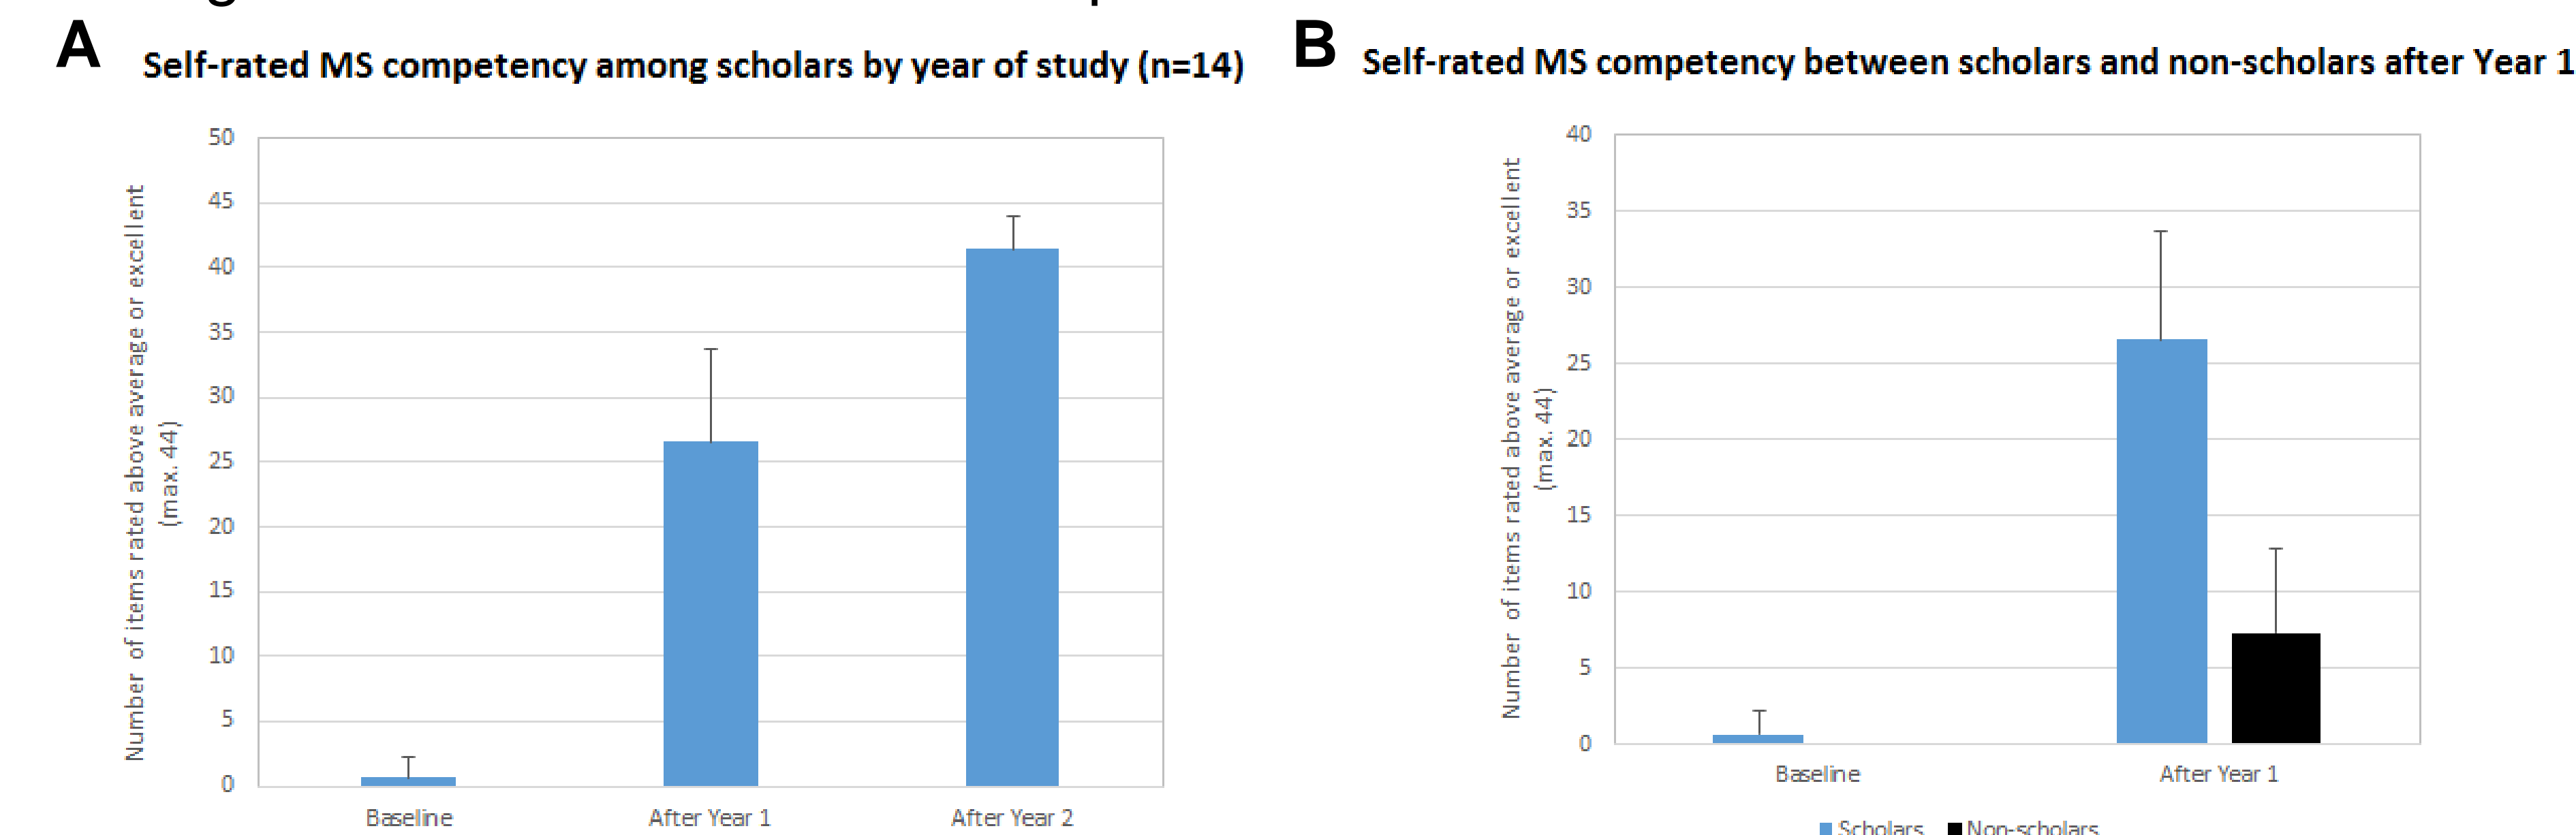 A
Self-rated MS competency among scholars by year of study (n=14)
Number of items rated above average or excellent
(max. 44)
50
45
40
35
30
25
20
15
10
5
0
Baseline
After Year 1
After Year 2
B
Self-rated MS competency between scholars and non-scholars after Year 1
Number of items rated above average or excellent
(max. 44)
40
35
30
25
20
15
10
5
0
Baseline
After Year 1
Scholars
Non-scholars